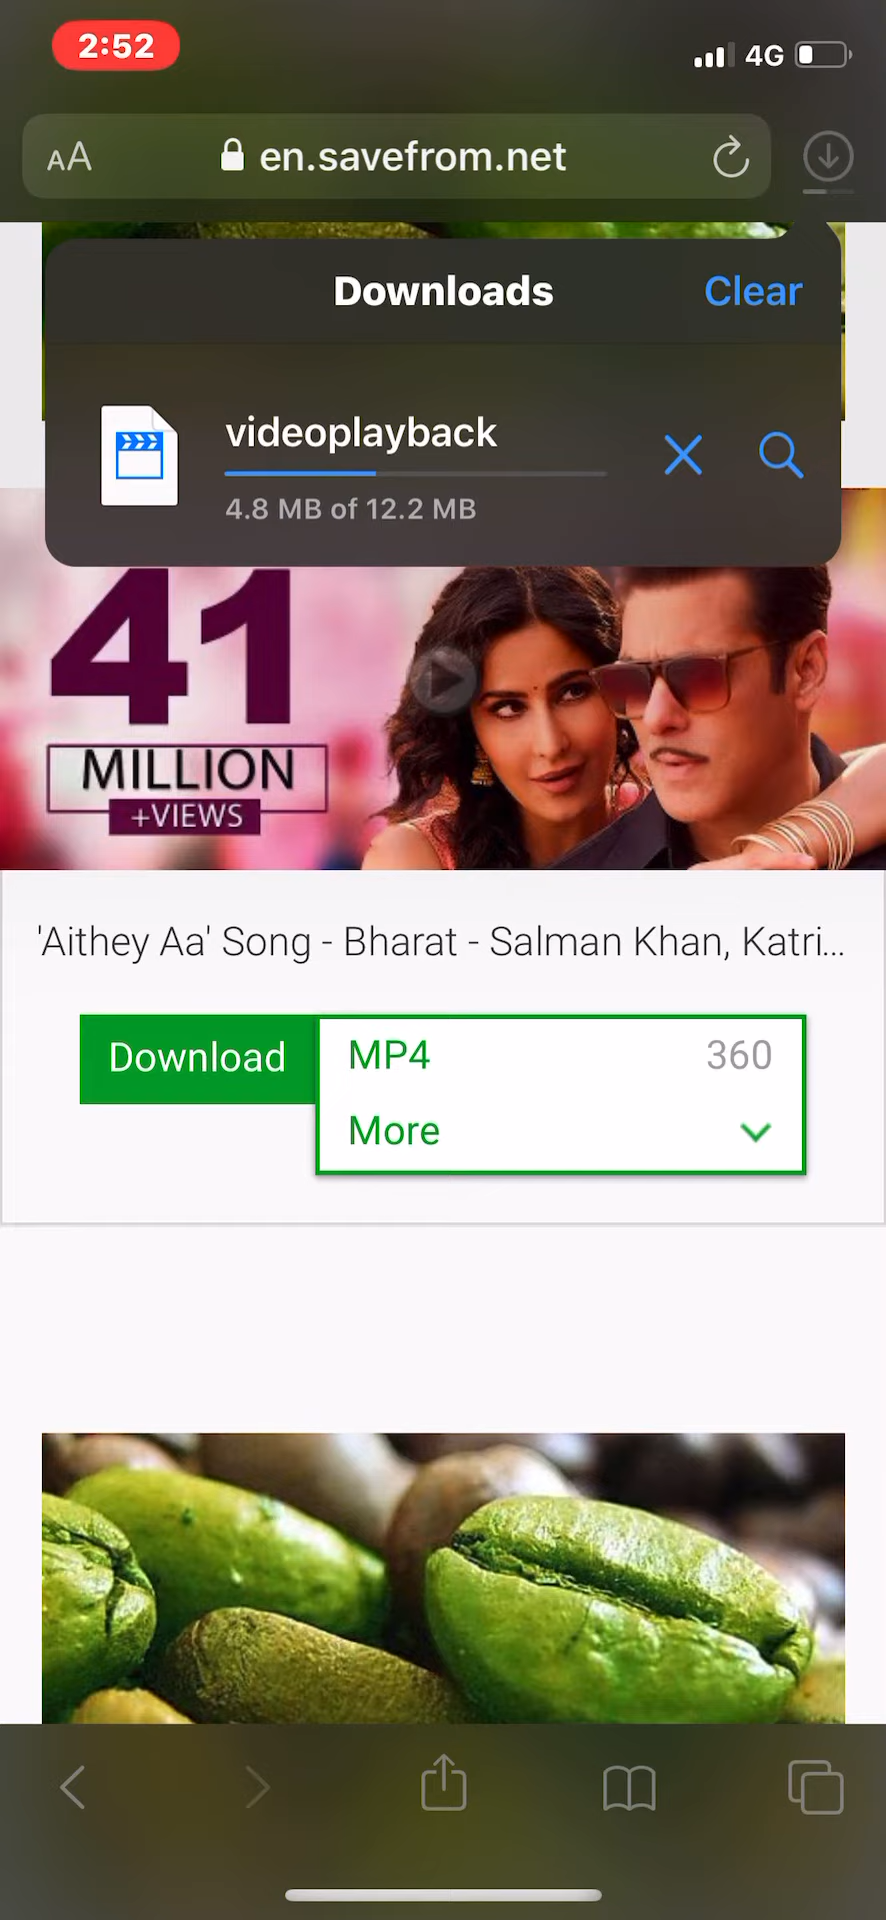 2:52
4G
AA
en.savefrom.net
Downloads
Clear
videoplayback
4.8 MB of 12.2 MB
41
MILLION
+VIEWS
'Aithey Aa' Song - Bharat - Salman Khan, Katri...
Download
MP4
360
More